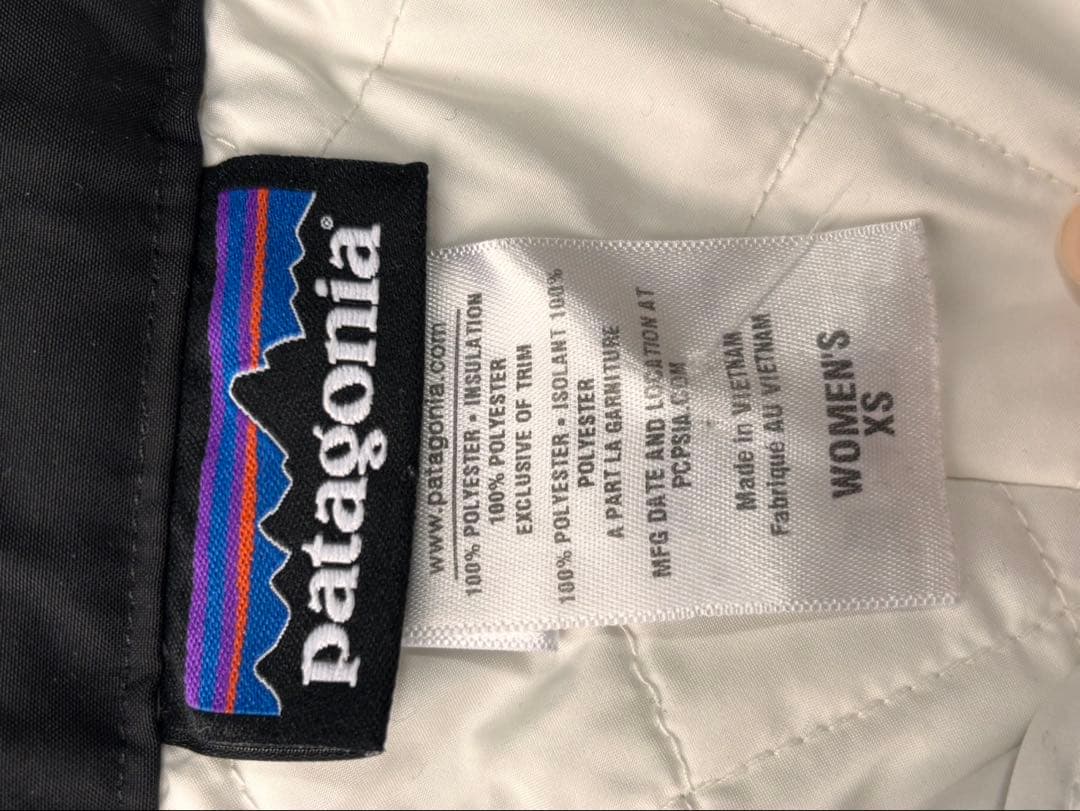 patagonia®
www.patagonia.com
100% POLYESTER • INSULATION
100% POLYESTER
EXCLUSIVE OF TRIM
100% POLYESTER • ISOLANT 100%
POLYESTER
A PART LA GARNITURE
MFG DATE AND LOCATION AT
PCPSIA.COM
Made in VIETNAM
Fabriqué AU VIETNAM
WOMEN'S
XS